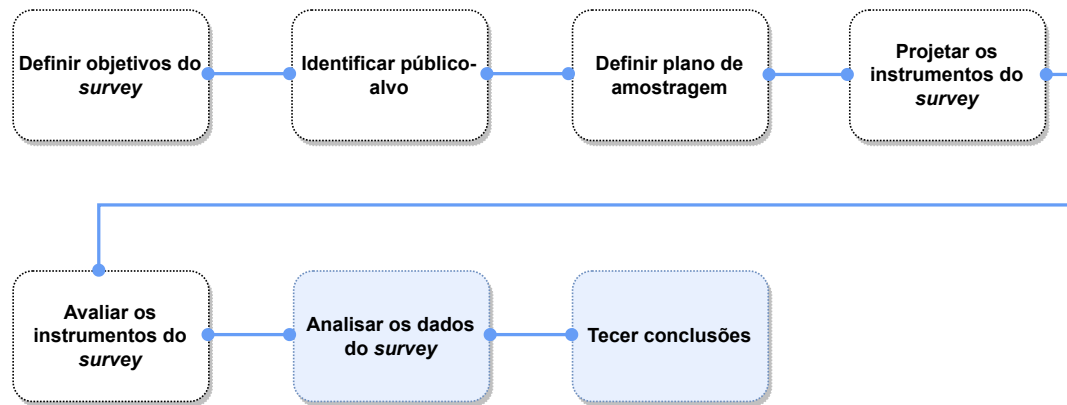 Definir objetivos do
survey
Identificar público-
alvo
Definir plano de
amostragem
Projetar os
instrumentos do
survey
Avaliar os
instrumentos do
survey
Analisar os dados
do survey
Tecer conclusões